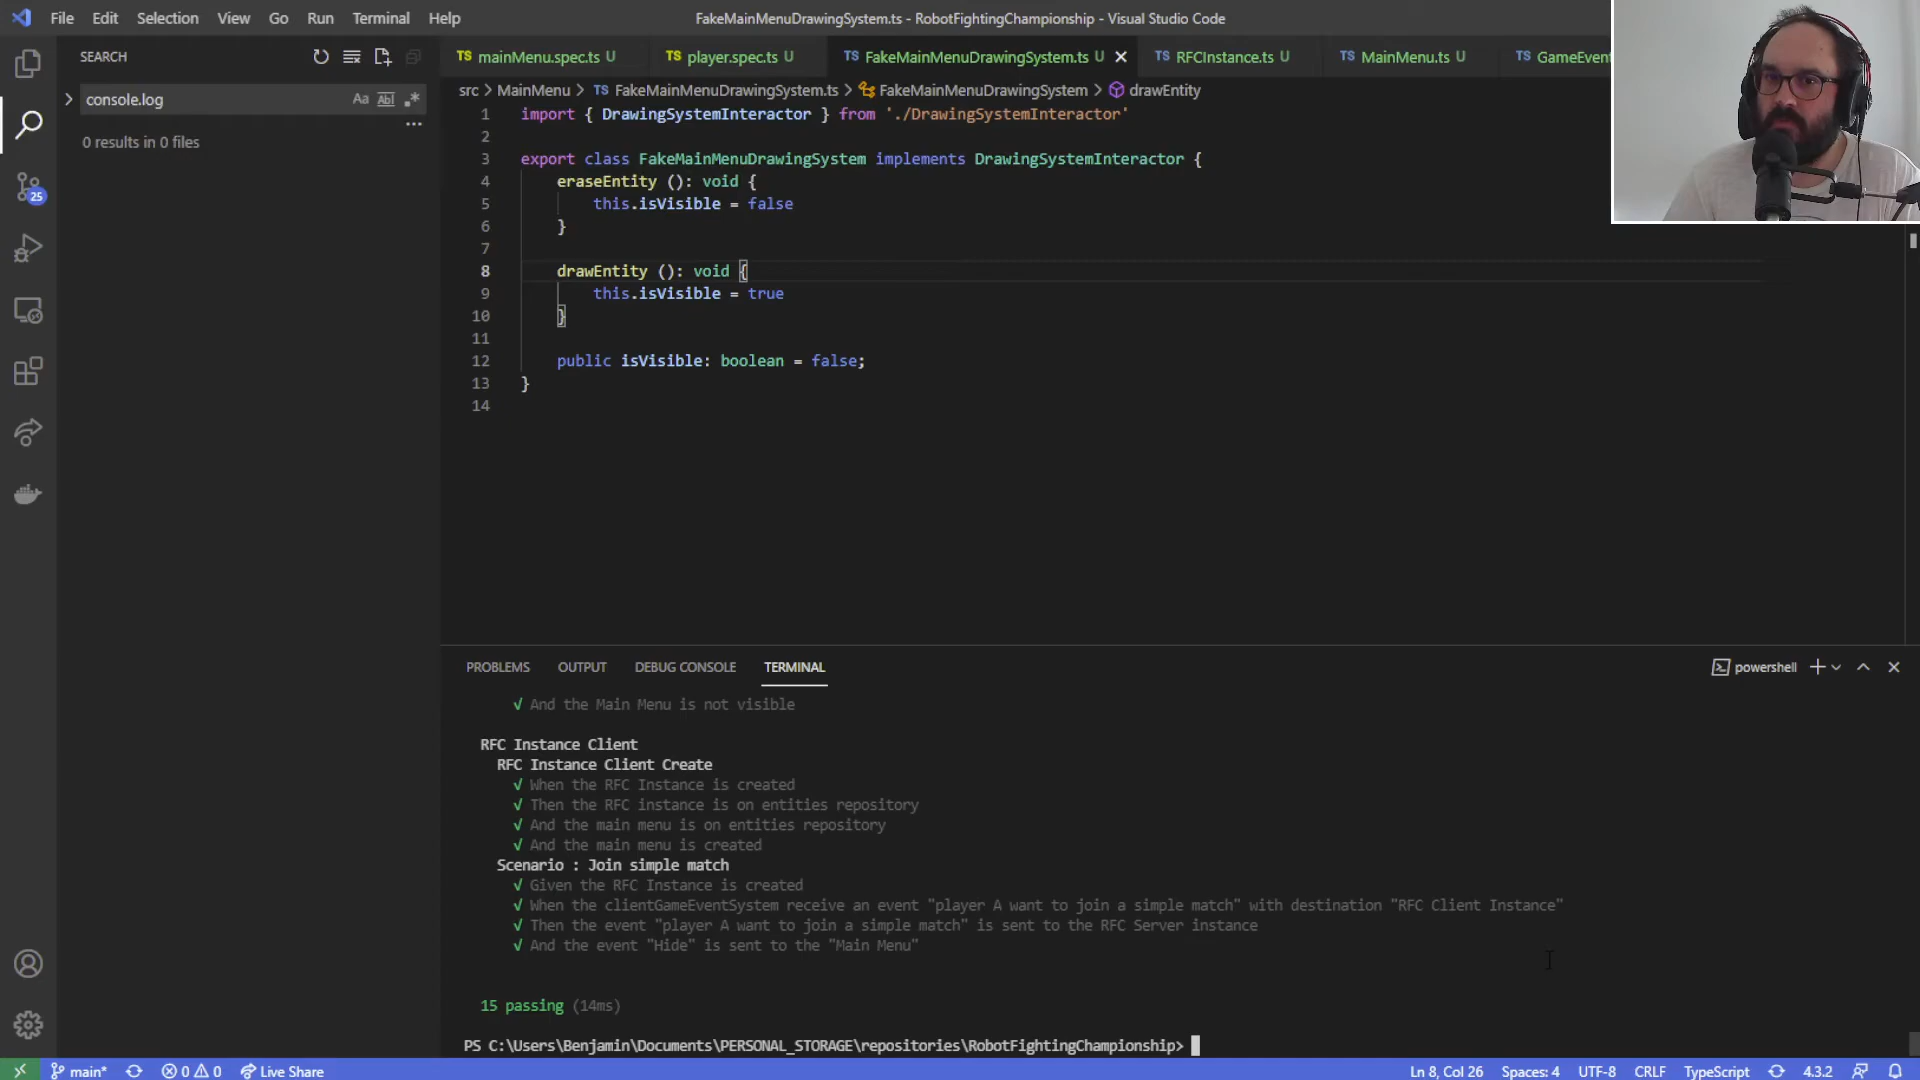 File Edit Selection View Go Run Terminal Help
FakeMainMenuDrawingSystem.ts - RobotFightingChampionship - Visual Studio Code
SEARCH
console.log
Aa Abl .*
0 results in 0 files
25
TS mainMenu.spec.ts U
TS player.spec.ts U
TS FakeMainMenuDrawingSystem.ts U
TS RFCInstance.ts U
TS MainMenu.ts U
TS GameEvent
src > MainMenu > TS FakeMainMenuDrawingSystem.ts > FakeMainMenuDrawingSystem > drawEntity
1 import { DrawingSystemInteractor } from './DrawingSystemInteractor'
2
3 export class FakeMainMenuDrawingSystem implements DrawingSystemInteractor {
4 eraseEntity (): void {
5 this.isVisible = false
6 }
7
8 drawEntity (): void {
9 this.isVisible = true
10 }
11
12 public isVisible: boolean = false;
13 }
14
PROBLEMS OUTPUT DEBUG CONSOLE TERMINAL
powershell
√ And the Main Menu is not visible
RFC Instance Client
RFC Instance Client Create
√ When the RFC Instance is created
√ Then the RFC instance is on entities repository
√ And the main menu is on entities repository
√ And the main menu is created
Scenario : Join simple match
√ Given the RFC Instance is created
√ When the clientGameEventSystem receive an event "player A want to join a simple match" with destination "RFC Client Instance"
√ Then the event "player A want to join a simple match" is sent to the RFC Server instance
√ And the event "Hide" is sent to the "Main Menu"
15 passing (14ms)
PS C:\Users\Benjamin\Documents\PERSONAL_STORAGE\repositories\RobotFightingChampionship>
main* 0 0 Live Share
Ln 8, Col 26 Spaces: 4 UTF-8 CRLF TypeScript 4.3.2